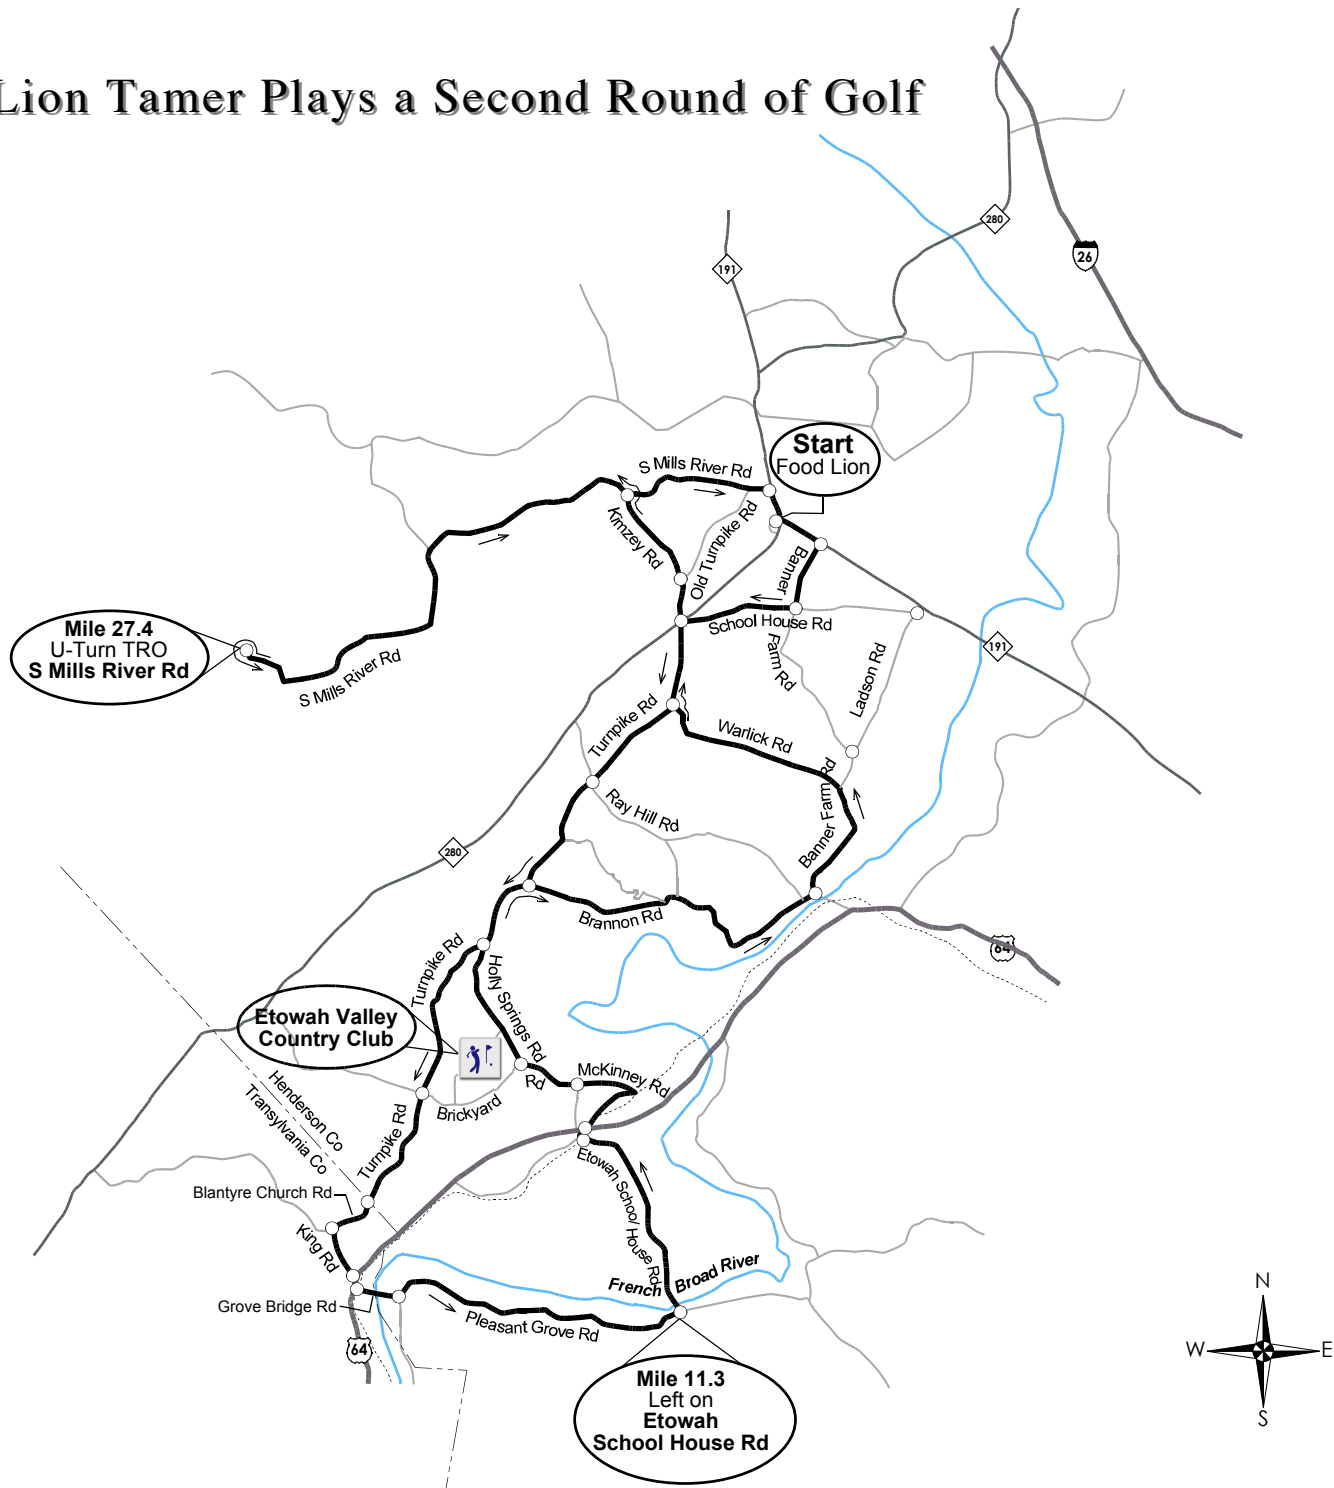 Lion Tamer Plays a Second Round of Golf
280
26
191
Start
Food Lion
S Mills River Rd
Kimzey Rd
Old Turnpike Rd
Banner
Farm Rd
School House Rd
Ladson Rd
191
Mile 27.4
U-Turn TRO
S Mills River Rd
S Mills River Rd
Turnpike Rd
Warlick Rd
Banner Farm Rd
Ray Hill Rd
280
Brannon Rd
64
Turnpike Rd
Holly Springs Rd
Etowah Valley
Country Club
McKinney Rd
Brickyard
Rd
Henderson Co
Transylvania Co
Turnpike Rd
Etowah School House Rd
Blantyre Church Rd
King Rd
French Broad River
Grove Bridge Rd
Pleasant Grove Rd
64
Mile 11.3
Left on
Etowah
School House Rd
N
W
E
S